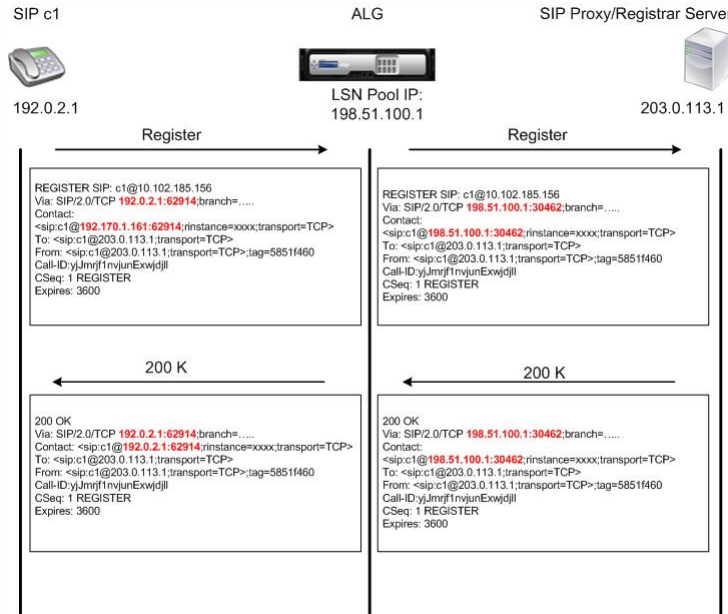 SIP c1
ALG
SIP Proxy/Registrar Server
192.0.2.1
LSN Pool IP:
198.51.100.1
203.0.113.1
Register
Register
REGISTER SIP: c1@10.102.185.156
Via: SIP/2.0/TCP 192.0.2.1:62914;branch=.....
Contact:
<sip:c1@192.170.1.161:62914;rinstance=xxxx;transport=TCP>
To: <sip:c1@203.0.113.1;transport=TCP>
From: <sip:c1@203.0.113.1;transport=TCP>;tag=5851f460
Call-ID:yjJmrjf1nvjunExwjdjll
CSeq: 1 REGISTER
Expires: 3600
REGISTER SIP: c1@10.102.185.156
Via: SIP/2.0/TCP 198.51.100.1:30462;branch=.....
Contact:
<sip:c1@198.51.100.1:30462;rinstance=xxxx;transport=TCP>
To: <sip:c1@203.0.113.1;transport=TCP>
From: <sip:c1@203.0.113.1;transport=TCP>;tag=5851f460
Call-ID:yjJmrjf1nvjunExwjdjll
CSeq: 1 REGISTER
Expires: 3600
200 K
200 K
200 OK
Via: SIP/2.0/TCP 192.0.2.1:62914;branch=.....
Contact: <sip:c1@192.0.2.1:62914;rinstance=xxxx;transport=TCP>
To: <sip:c1@203.0.113.1;transport=TCP>
From: <sip:c1@203.0.113.1;transport=TCP>;tag=5851f460
Call-ID:yjJmrjf1nvjunExwjdjll
CSeq: 1 REGISTER
Expires: 3600
200 OK
Via: SIP/2.0/TCP 198.51.100.1:30462;branch=.....
Contact:
<sip:c1@198.51.100.1:30462;rinstance=xxxx;transport=TCP>
To: <sip:c1@203.0.113.1;transport=TCP>
From: <sip:c1@203.0.113.1;transport=TCP>;tag=5851f460
Call-ID:yjJmrjf1nvjunExwjdjll
CSeq: 1 REGISTER
Expires: 3600